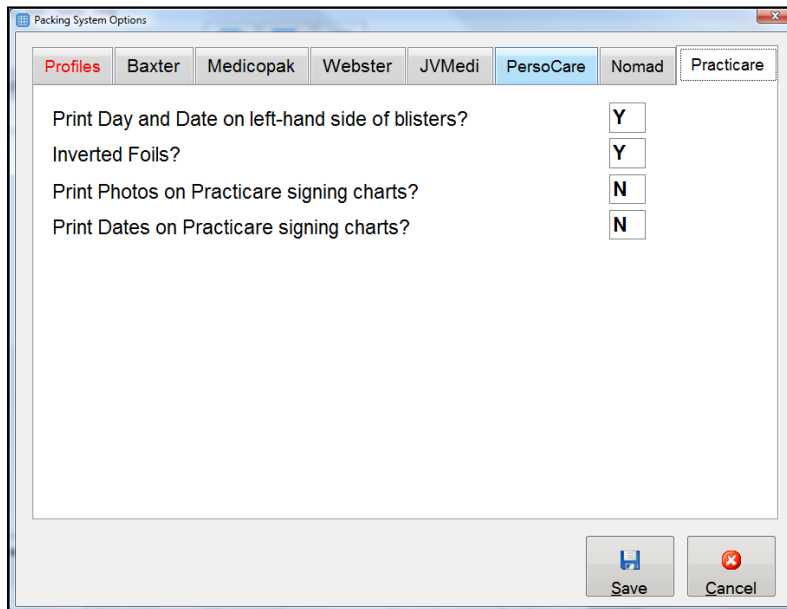 Packing System Options
Profiles Baxter Medicopak Webster JVMedi PersoCare Nomad Practicare
Print Day and Date on left-hand side of blisters? Y
Inverted Foils? Y
Print Photos on Practicare signing charts? N
Print Dates on Practicare signing charts? N
Save Cancel